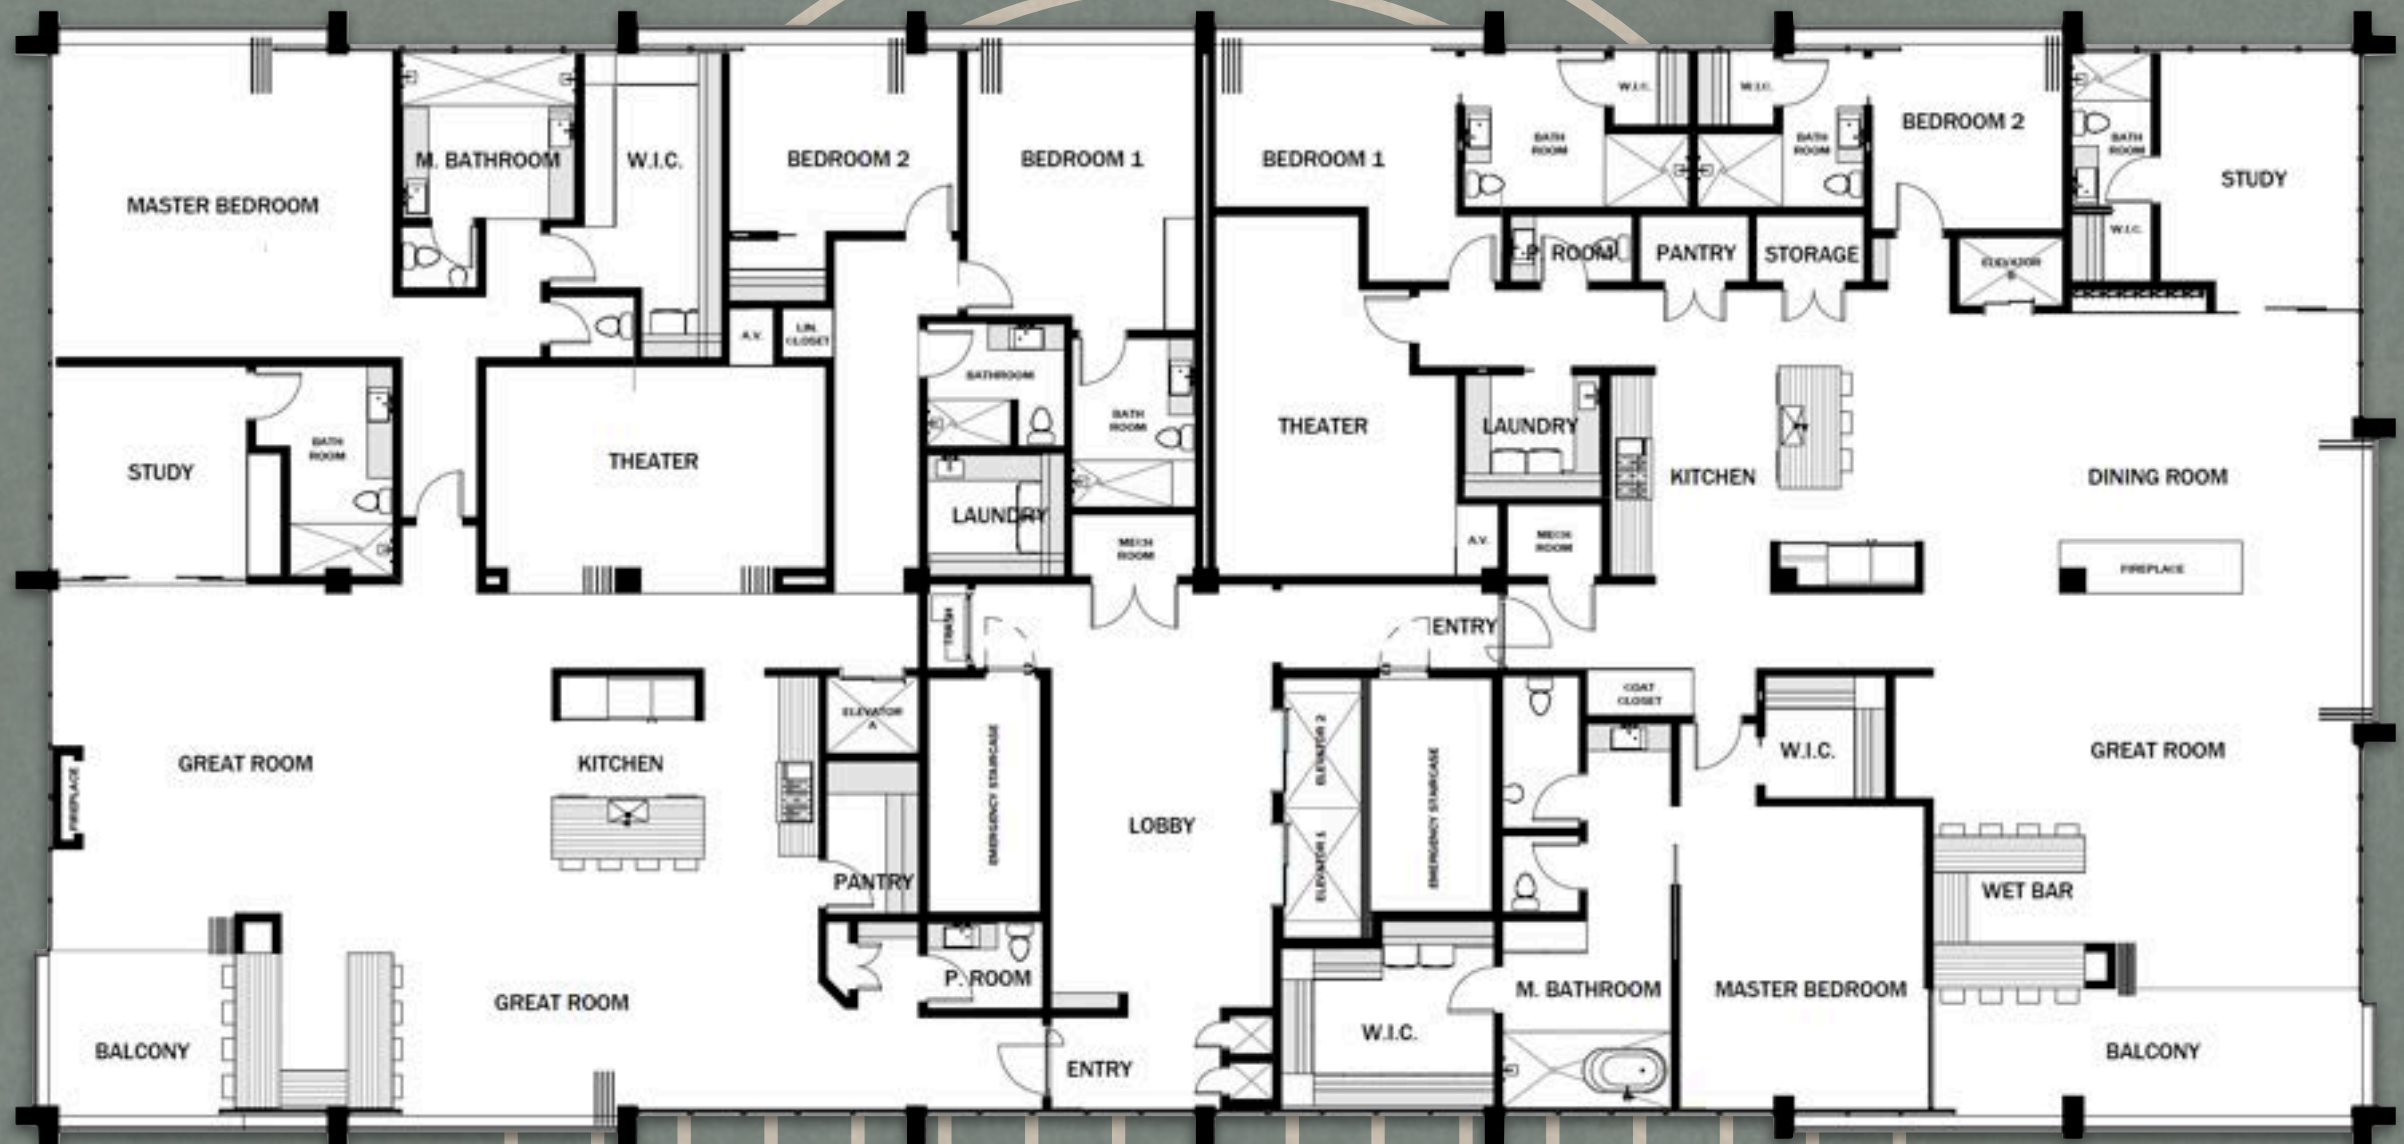 MASTER BEDROOM
M. BATHROOM
W.I.C.
BEDROOM 2
BEDROOM 1
BEDROOM 1
BATH
ROOM
W.I.C.
W.I.C.
BATH
ROOM
BEDROOM 2
BATH
ROOM
STUDY
W.I.C.
P. ROOM
PANTRY
STORAGE
ELEVATOR
B
A.V.
LIN.
CLOSET
STUDY
BATH
ROOM
THEATER
BATHROOM
BATH
ROOM
LAUNDRY
MECH
ROOM
THEATER
LAUNDRY
A.V.
MECH
ROOM
KITCHEN
DINING ROOM
FIREPLACE
TRASH
ENTRY
GREAT ROOM
FIREPLACE
KITCHEN
ELEVATOR
A
PANTRY
EMERGENCY STAIRCASE
LOBBY
ELEVATOR 2
ELEVATOR 1
EMERGENCY STAIRCASE
COAT
CLOSET
W.I.C.
GREAT ROOM
WET BAR
P. ROOM
GREAT ROOM
BALCONY
ENTRY
W.I.C.
M. BATHROOM
MASTER BEDROOM
BALCONY